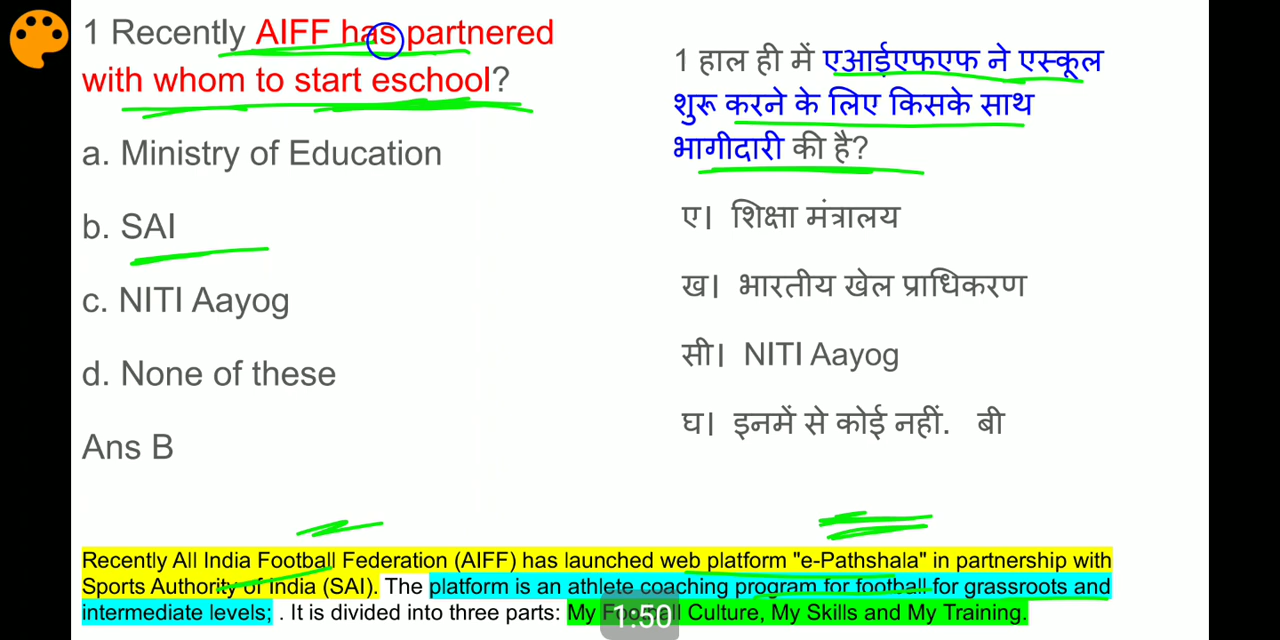 1 Recently AIFF has partnered
with whom to start eschool?
a. Ministry of Education
b. SAI
c. NITI Aayog
d. None of these
Ans B
1 हाल ही में एआईएफएफ ने एस्कूल
शुरू करने के लिए किसके साथ
भागीदारी की है?
ए। शिक्षा मंत्रालय
ख। भारतीय खेल प्राधिकरण
सी। NITI Aayog
घ। इनमें से कोई नहीं. बी
Recently All India Football Federation (AIFF) has launched web platform "e-Pathshala" in partnership with
Sports Authority of India (SAI). The platform is an athlete coaching program for football for grassroots and
intermediate levels; . It is divided into three parts: My Football Culture, My Skills and My Training.
1:50